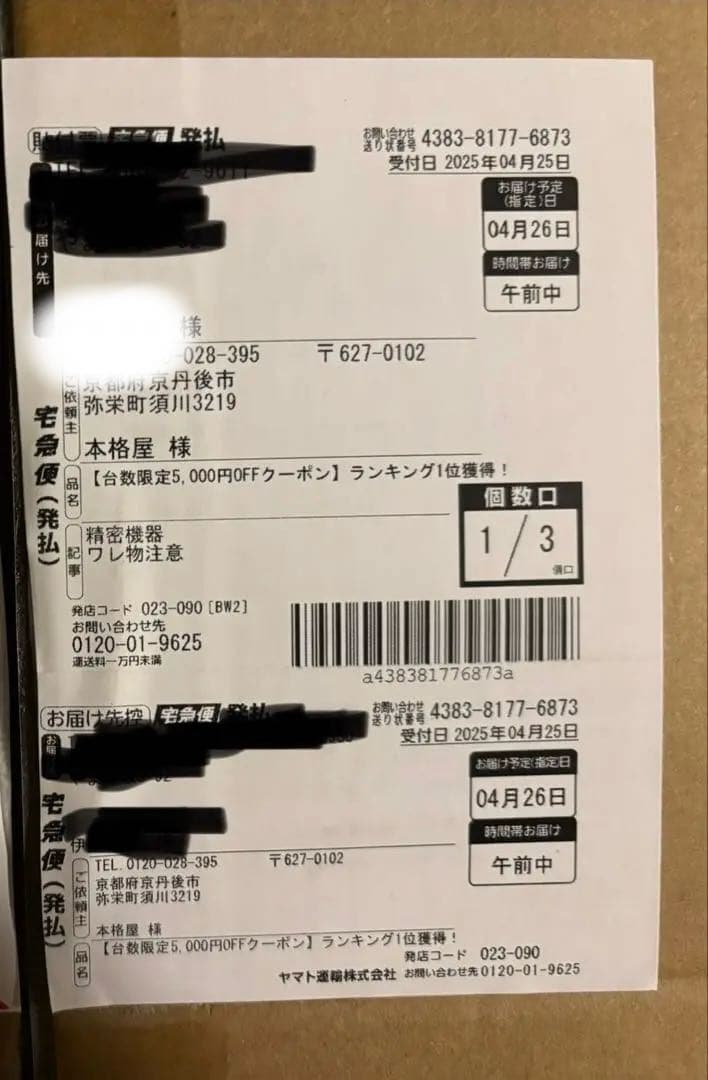 貼付票 宅急便 発払
お問い合わせ
送り状番号 4383-8177-6873
受付日 2025年04月25日
お届け予定
(指定)日
04月26日
時間帯お届け
午前中
届け先
様
-028-395 〒627-0102
ご依頼主
京都府京丹後市
弥栄町須川3219
本格屋 様
宅急便(発払)
品名
【台数限定5,000円OFFクーポン】ランキング1位獲得!
個数口
1/3
個口
記事
精密機器
ワレ物注意
発店コード 023-090 [BW2]
お問い合わせ先
0120-01-9625
運送料一万円未満
a438381776873a
お届け先控 宅急便 発払
お問い合わせ
送り状番号 4383-8177-6873
受付日 2025年04月25日
お届け予定(指定)日
04月26日
時間帯お届け
午前中
お届
伊
宅急便(発払)
TEL.0120-028-395 〒627-0102
ご依頼主
京都府京丹後市
弥栄町須川3219
本格屋 様
品名
【台数限定5,000円OFFクーポン】ランキング1位獲得!
発店コード 023-090
ヤマト運輸株式会社 お問い合わせ先0120-01-9625